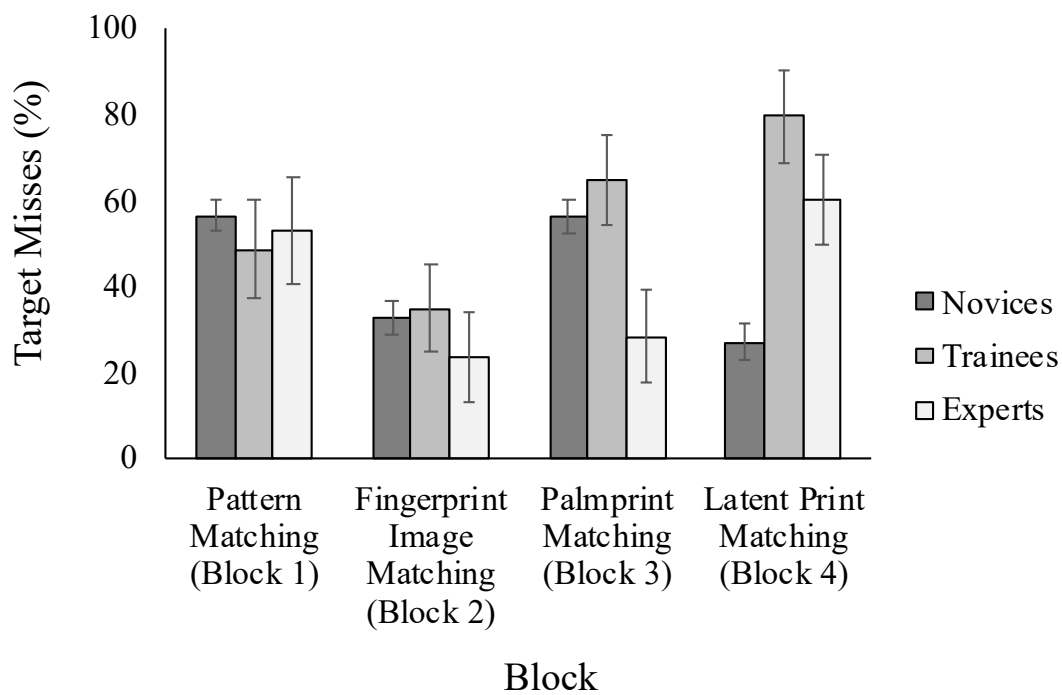 100
80
60
40
20
0
Target Misses (%)
Novices
Trainees
Experts
Pattern
Matching
(Block 1)
Fingerprint
Image
Matching
(Block 2)
Palmprint
Matching
(Block 3)
Latent Print
Matching
(Block 4)
Block